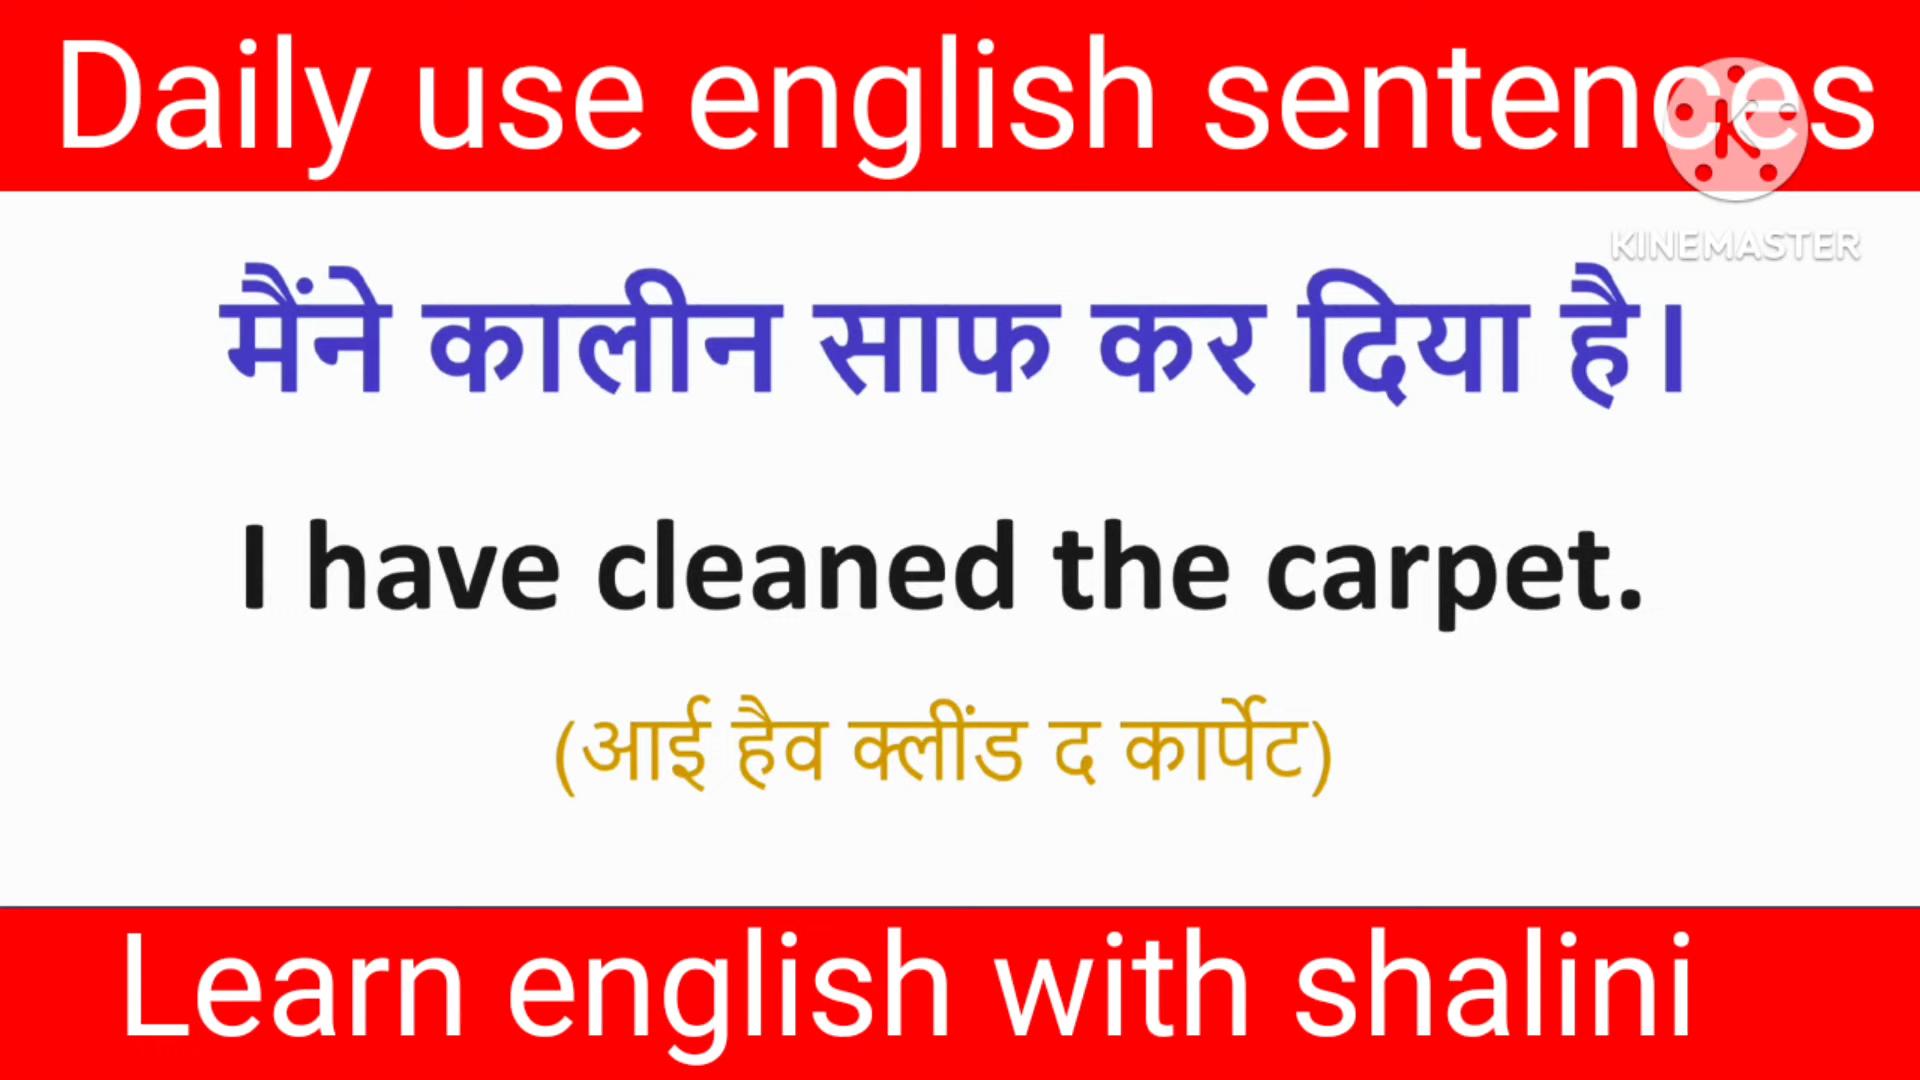 Daily use english sentences
K
KINEMASTER
मैंने कालीन साफ कर दिया है।
I have cleaned the carpet.
(आई हैव क्लींड द कार्पेट)
Learn english with shalini